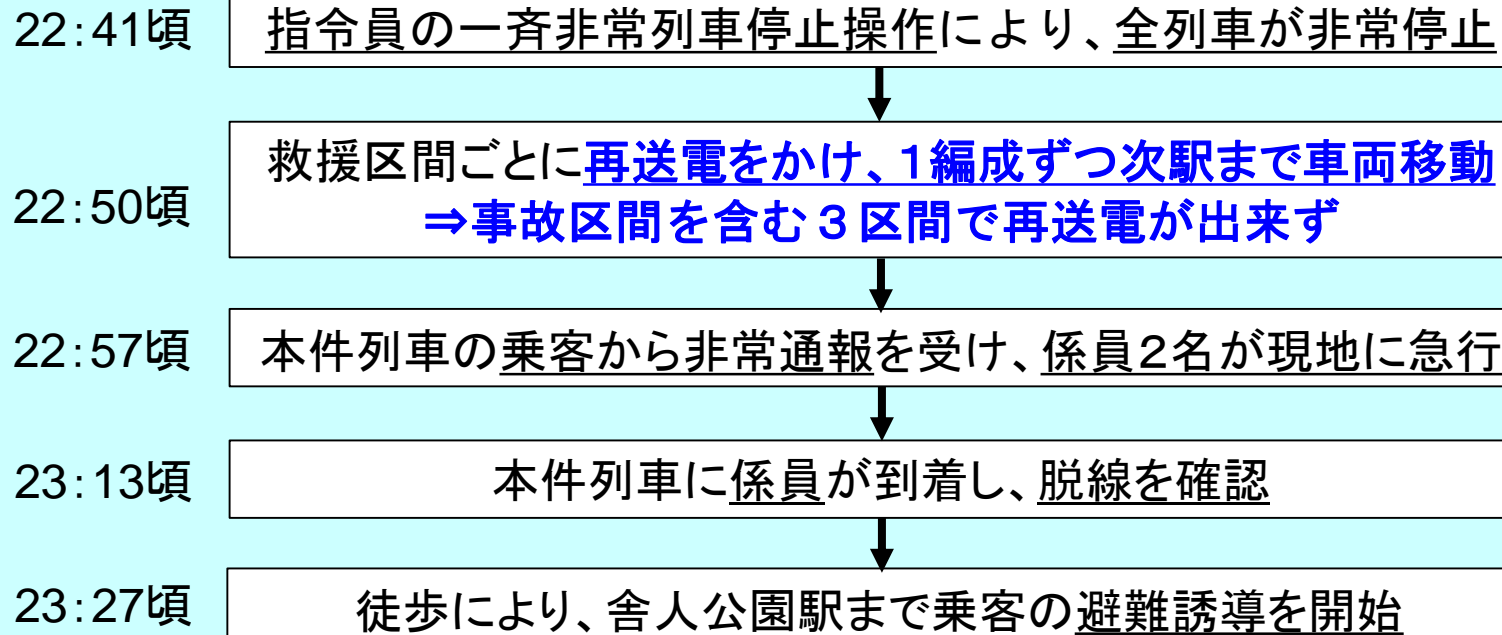 22:41頃
指令員の一斉非常列車停止操作により、全列車が非常停止
22:50頃
救援区間ごとに再送電をかけ、1編成ずつ次駅まで車両移動
⇒事故区間を含む3区間で再送電が出来ず
22:57頃
本件列車の乗客から非常通報を受け、係員2名が現地に急行
23:13頃
本件列車に係員が到着し、脱線を確認
23:27頃
徒歩により、舎人公園駅まで乗客の避難誘導を開始